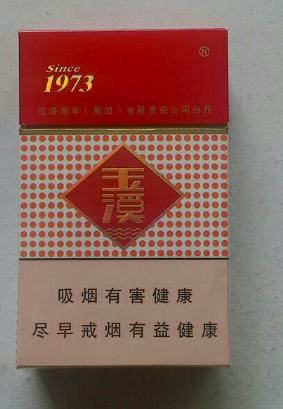 ®
Since
1973
红塔烟草（集团）有限责任公司出品
玉
溪
吸烟有害健康
尽早戒烟有益健康